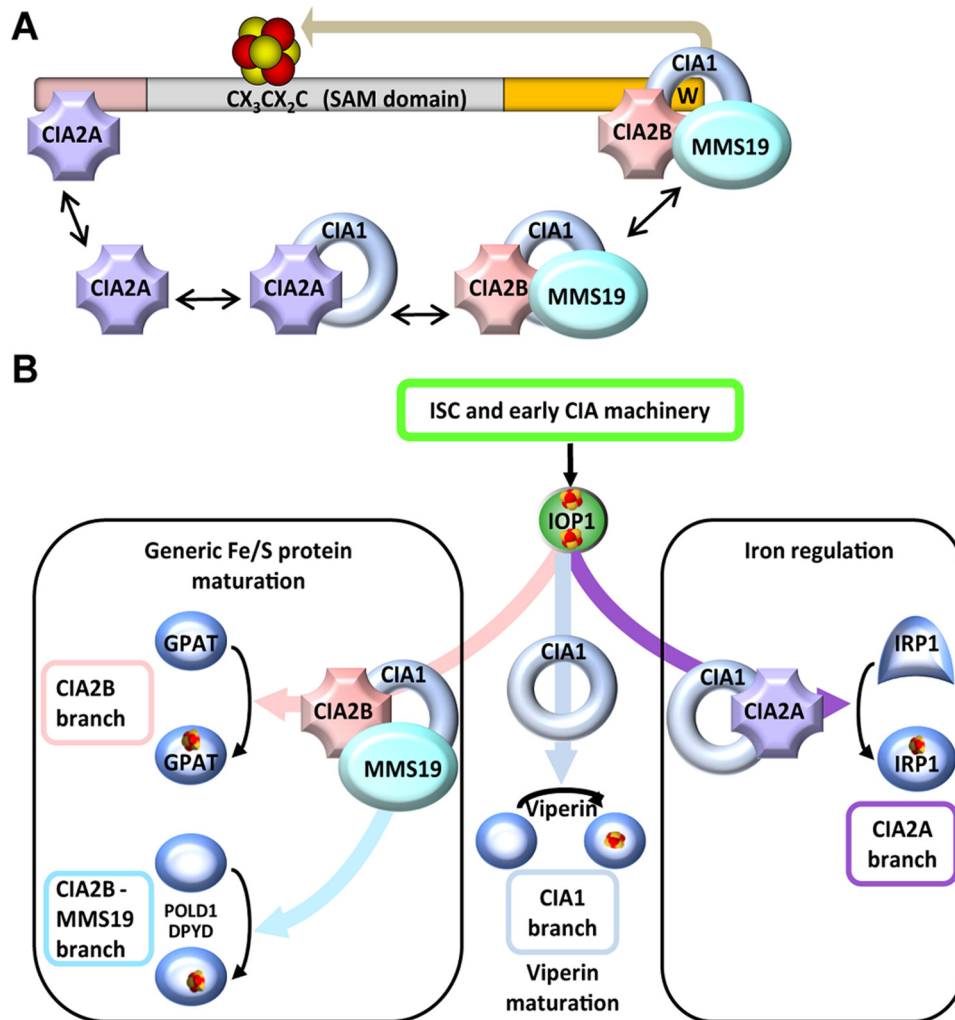 A
CIA1
W
CX₃CX₂C (SAM domain)
CIA2A
CIA2B
MMS19
CIA1
CIA1
CIA2A
CIA2A
CIA2B
MMS19
B
ISC and early CIA machinery
IOP1
Generic Fe/S protein
maturation
Iron regulation
GPAT
CIA2B
branch
GPAT
CIA1
CIA2B
MMS19
CIA1
CIA1
CIA2A
IRP1
IRP1
Viperin
CIA2A
branch
CIA2B -
MMS19
branch
POLD1
DPYD
CIA1
branch
Viperin
maturation